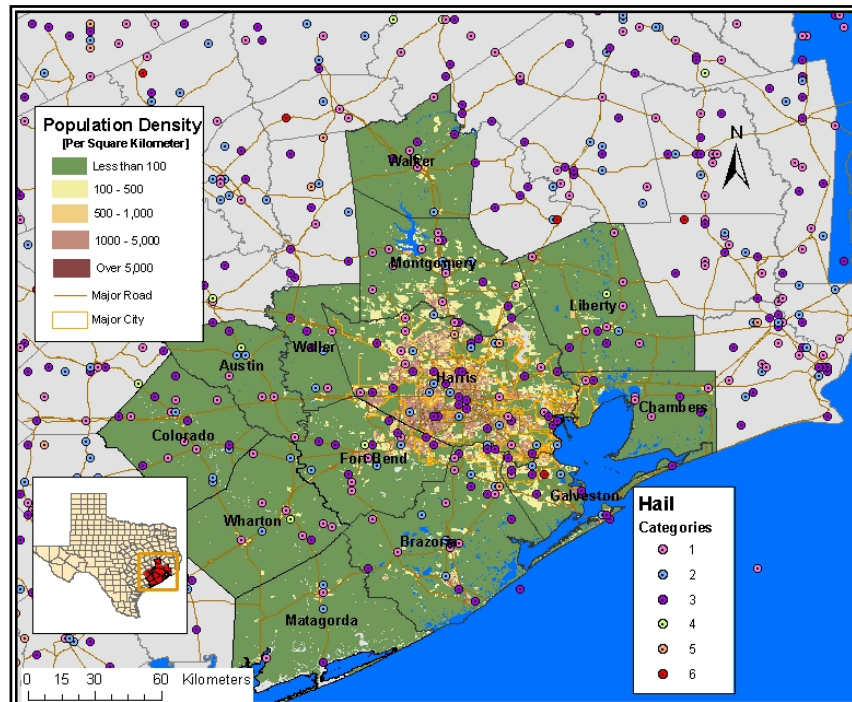 Population Density
[Per Square Kilometer]
Less than 100
100 - 500
500 - 1,000
1000 - 5,000
Over 5,000
Major Road
Major City
N
Walker
Montgomery
Liberty
Waller
Austin
Harris
Chambers
Colorado
Fort Bend
Galveston
Wharton
Brazoria
Matagorda
Hail
Categories
1
2
3
4
5
6
0 15 30 60 Kilometers